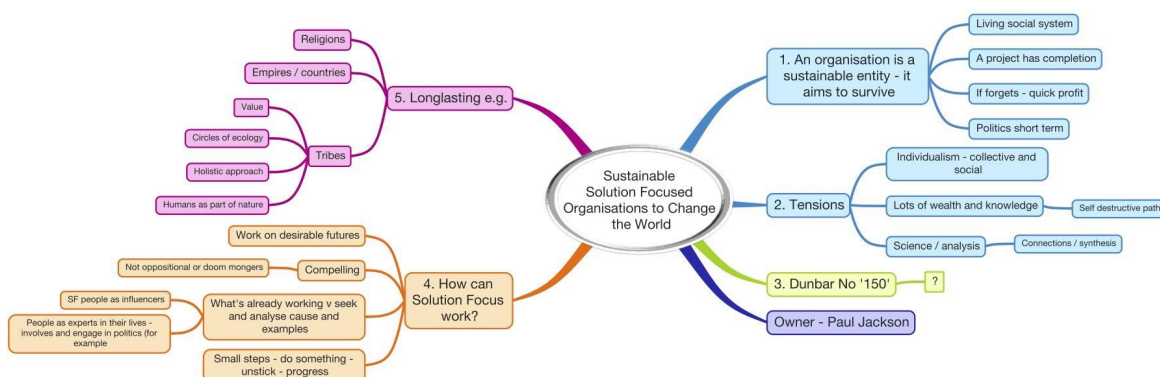 Sustainable
Solution Focused
Organisations to Change
the World
1. An organisation is a
sustainable entity - it
aims to survive
Living social system
A project has completion
If forgets - quick profit
Politics short term
2. Tensions
Individualism - collective and
social
Lots of wealth and knowledge
Self destructive path
Science / analysis
Connections / synthesis
3. Dunbar No '150'
?
Owner - Paul Jackson
4. How can
Solution Focus
work?
Work on desirable futures
Compelling
Not oppositional or doom mongers
What's already working v seek
and analyse cause and
examples
SF people as influencers
People as experts in their lives -
involves and engage in politics (for
example
Small steps - do something -
unstick - progress
5. Longlasting e.g.
Religions
Empires / countries
Tribes
Value
Circles of ecology
Holistic approach
Humans as part of nature